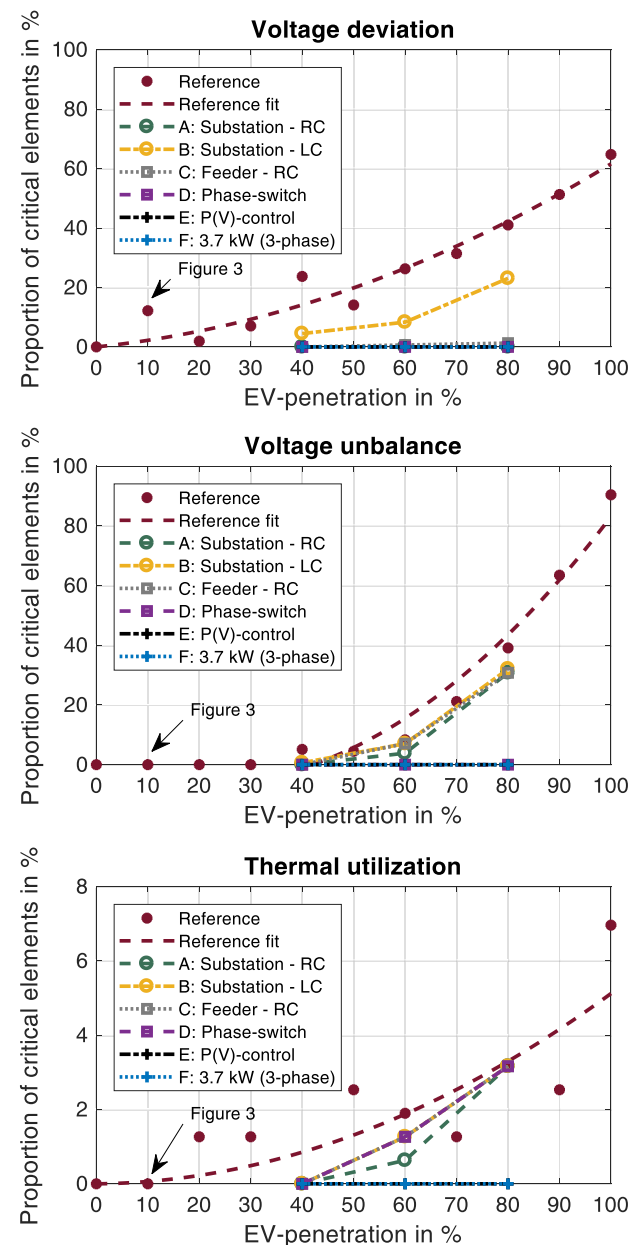 Voltage deviation
Proportion of critical elements in %
100
80
60
40
20
0
Reference
Reference fit
A: Substation - RC
B: Substation - LC
C: Feeder - RC
D: Phase-switch
E: P(V)-control
F: 3.7 kW (3-phase)
Figure 3
0 10 20 30 40 50 60 70 80 90 100
EV-penetration in %
Voltage unbalance
Proportion of critical elements in %
100
80
60
40
20
0
Reference
Reference fit
A: Substation - RC
B: Substation - LC
C: Feeder - RC
D: Phase-switch
E: P(V)-control
F: 3.7 kW (3-phase)
Figure 3
0 10 20 30 40 50 60 70 80 90 100
EV-penetration in %
Thermal utilization
Proportion of critical elements in %
8
6
4
2
0
Reference
Reference fit
A: Substation - RC
B: Substation - LC
C: Feeder - RC
D: Phase-switch
E: P(V)-control
F: 3.7 kW (3-phase)
Figure 3
0 10 20 30 40 50 60 70 80 90 100
EV-penetration in %